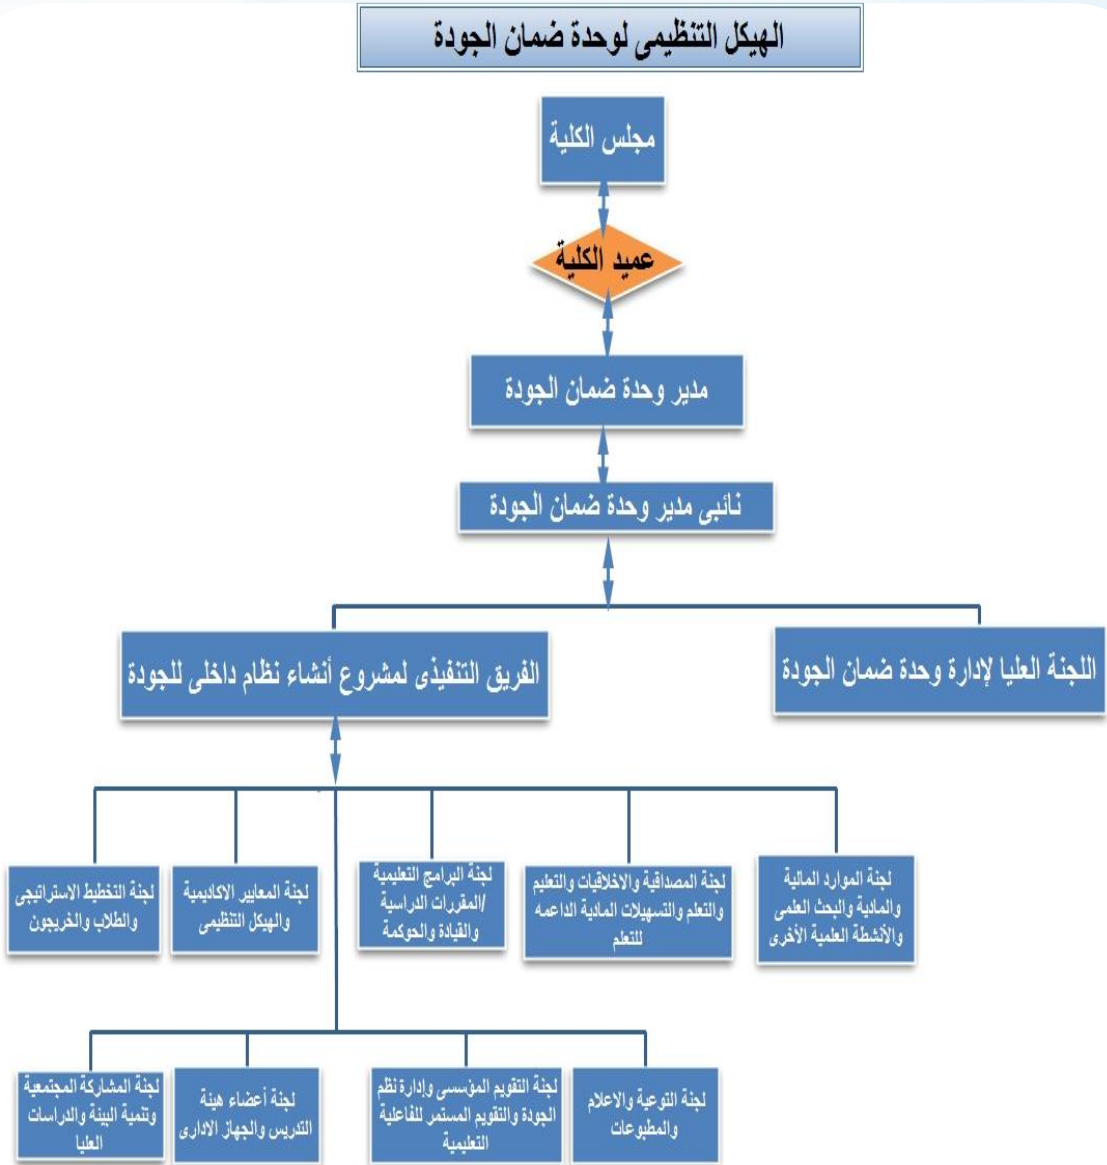 الهيكل التنظيمى لوحدة ضمان الجودة
مجلس الكلية
عميد الكلية
مدير وحدة ضمان الجودة
نائبى مدير وحدة ضمان الجودة
اللجنة العليا لإدارة وحدة ضمان الجودة
الفريق التنفيذى لمشروع أنشاء نظام داخلى للجودة
لجنة الموارد المالية
والمادية والبحث العلمى
والأنشطة العلمية الأخرى
لجنة المصداقية والاخلاقيات والتعليم
والتعلم والتسهيلات المادية الداعمه
للتعلم
لجنة البرامج التعليمية
/المقررات الدراسية
والقيادة والحوكمة
لجنة المعايير الاكاديمية
والهيكل التنظيمى
لجنة التخطيط الاستراتيجى
والطلاب والخريجون
لجنة التوعية والاعلام
والمطبوعات
لجنة التقويم المؤسسى وإدارة نظم
الجودة والتقويم المستمر للفاعلية
التعليمية
لجنة أعضاء هيئة
التدريس والجهاز الادارى
لجنة المشاركة المجتمعية
وتنمية البيئة والدراسات
العليا